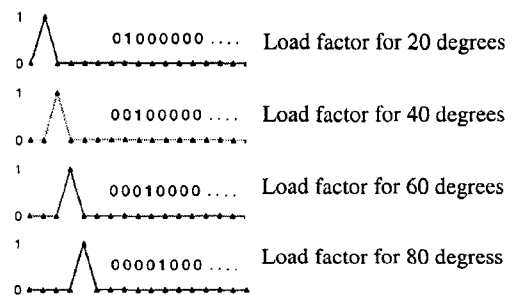 1
01000000 .... Load factor for 20 degrees
0
1
00100000 .... Load factor for 40 degrees
0
1
00010000 .... Load factor for 60 degrees
0
1
00001000 .... Load factor for 80 degress
0